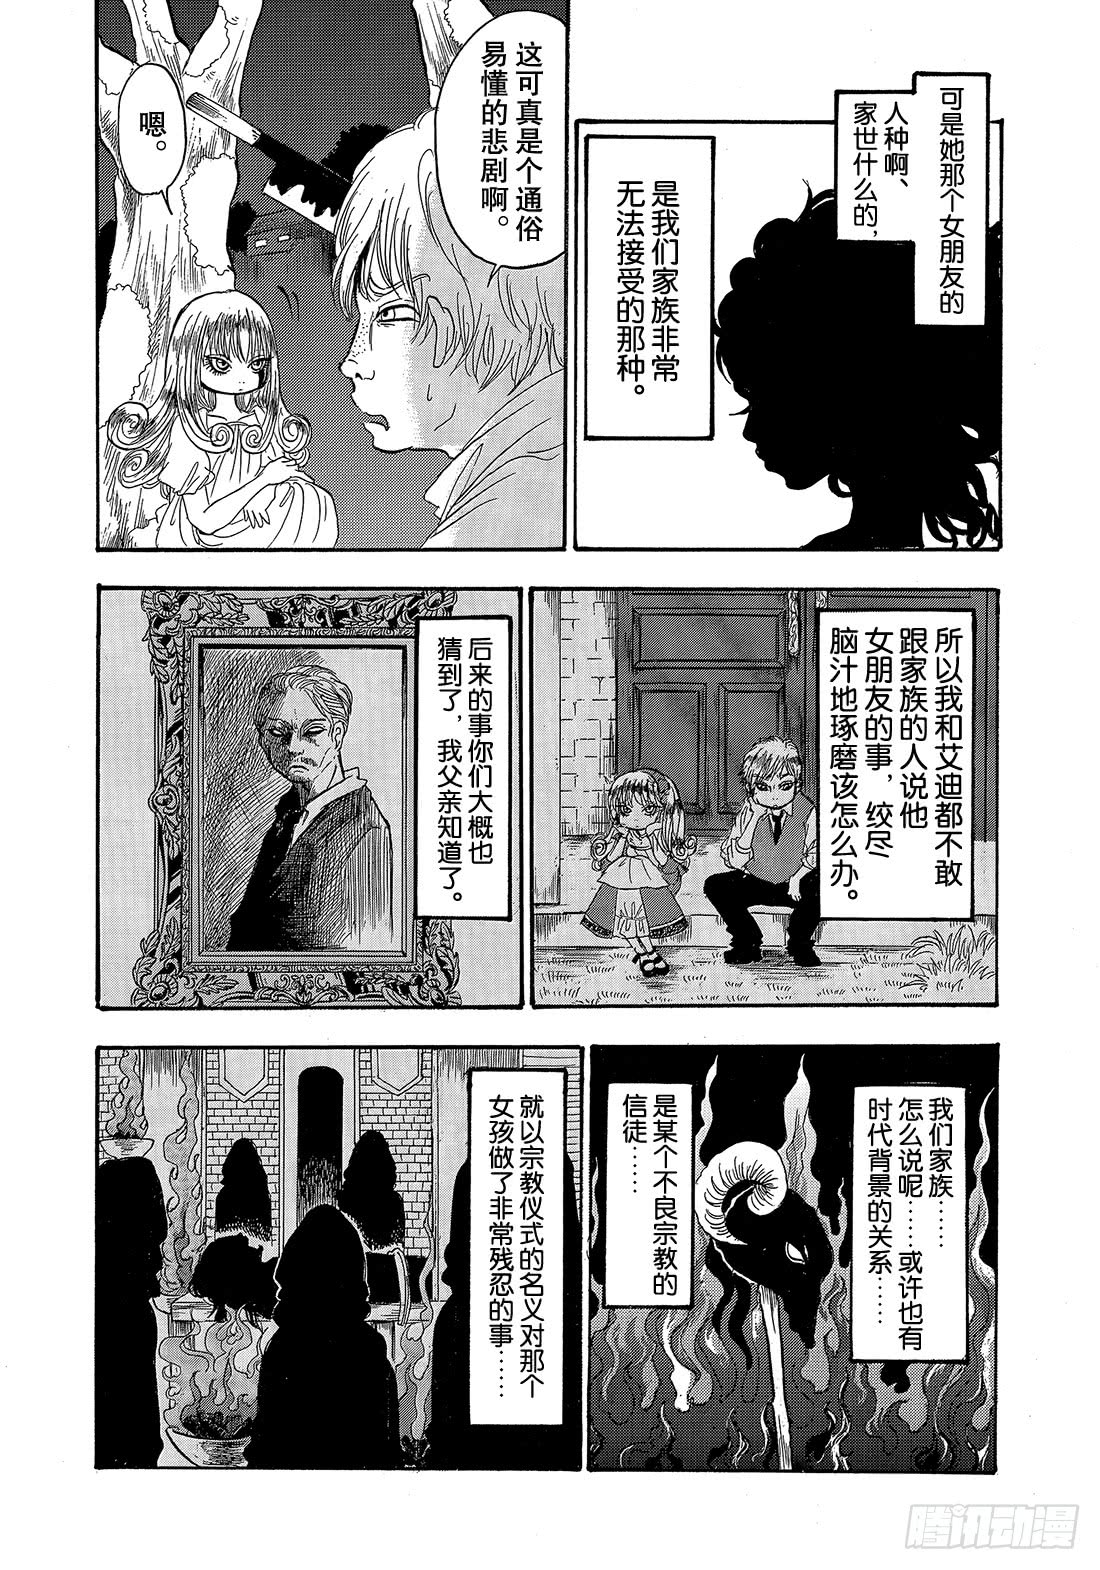 可是她那个女朋友的
人种啊、
家世什么的，
是我们家族非常
无法接受的那种。
这可真是个通俗
易懂的悲剧啊。
嗯。
所以我和艾迪都不敢
跟家族的人说他
女朋友的事，绞尽
脑汁地琢磨该怎么办。
后来的事你们大概也
猜到了，我父亲知道了。
我们家族……
怎么说呢……或许也有
时代背景的关系……
是某个不良宗教的
信徒……
就以宗教仪式的名义对那个
女孩做了非常残忍的事……
腾讯动漫